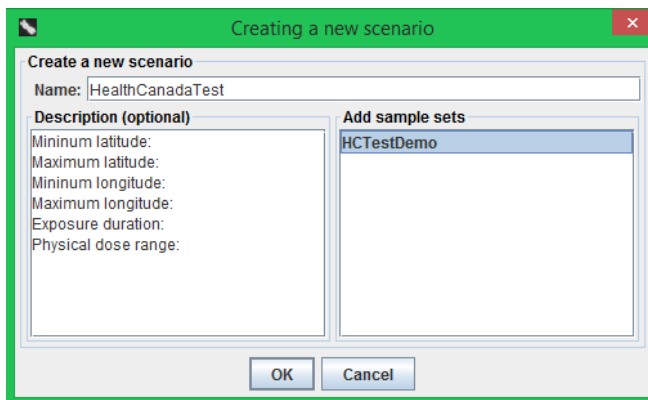 Creating a new scenario
Create a new scenario
Name: HealthCanadaTest
Description (optional)
Mininum latitude:
Maximum latitude:
Mininum longitude:
Maximum longitude:
Exposure duration:
Physical dose range:
Add sample sets
HCTestDemo
OK
Cancel